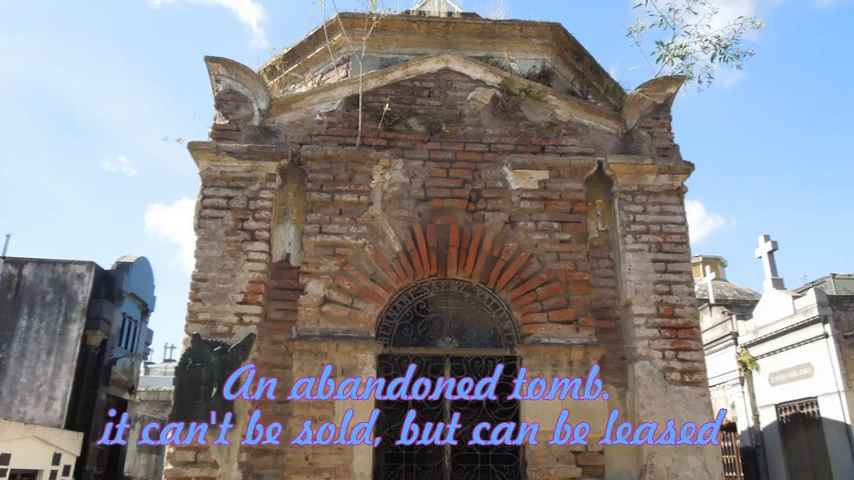 An abandoned tomb.
it can't be sold, but can be leased